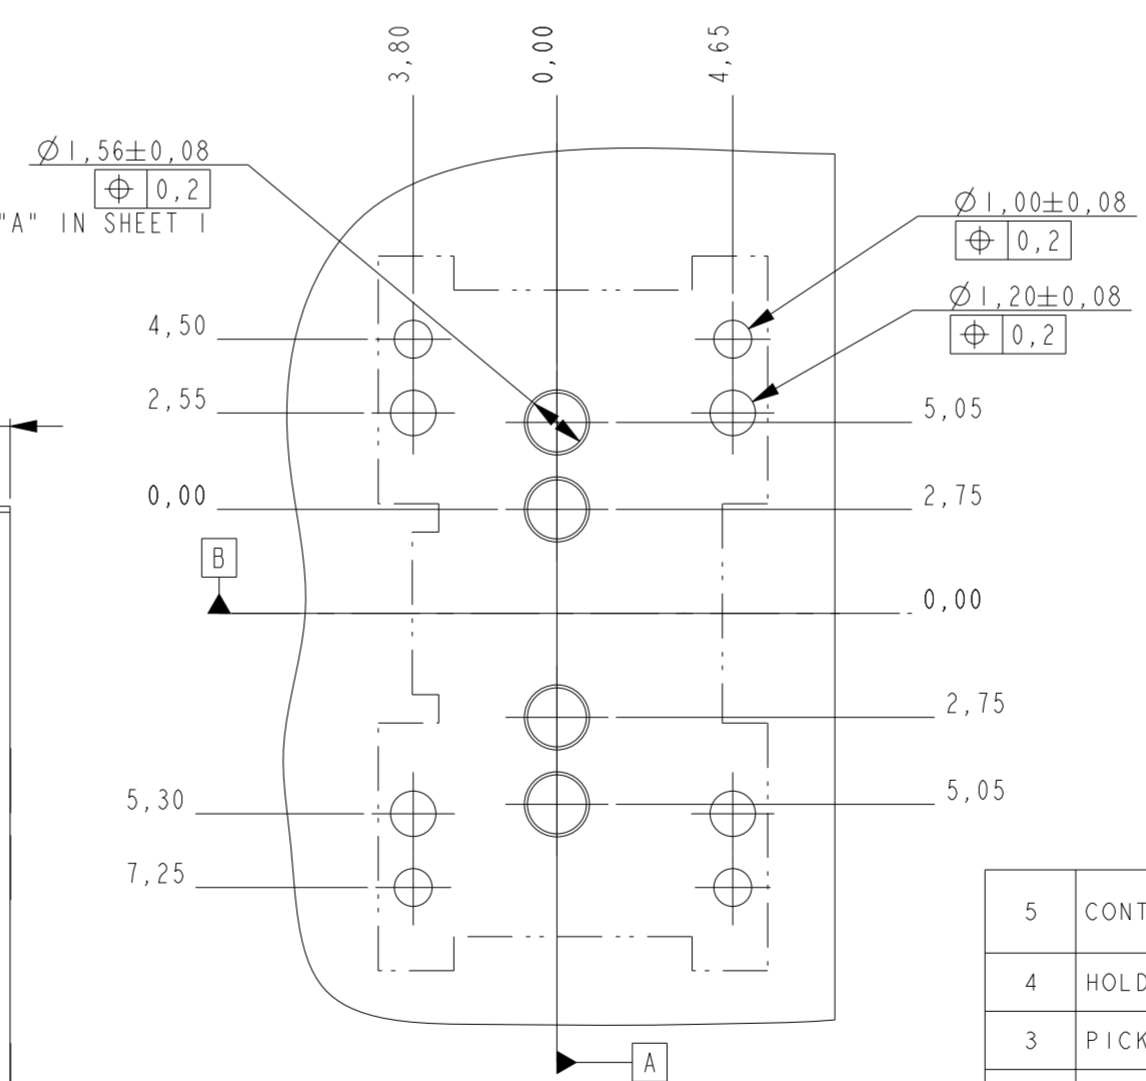 3,80
0,00
4,65
Ø1,56±0,08
⌖ 0,2
"A" IN SHEET 1
Ø1,00±0,08
⌖ 0,2
Ø1,20±0,08
⌖ 0,2
4,50
2,55
5,05
0,00
2,75
B
0,00
2,75
5,30
5,05
7,25
5 CONT
4 HOLD
3 PICK
A